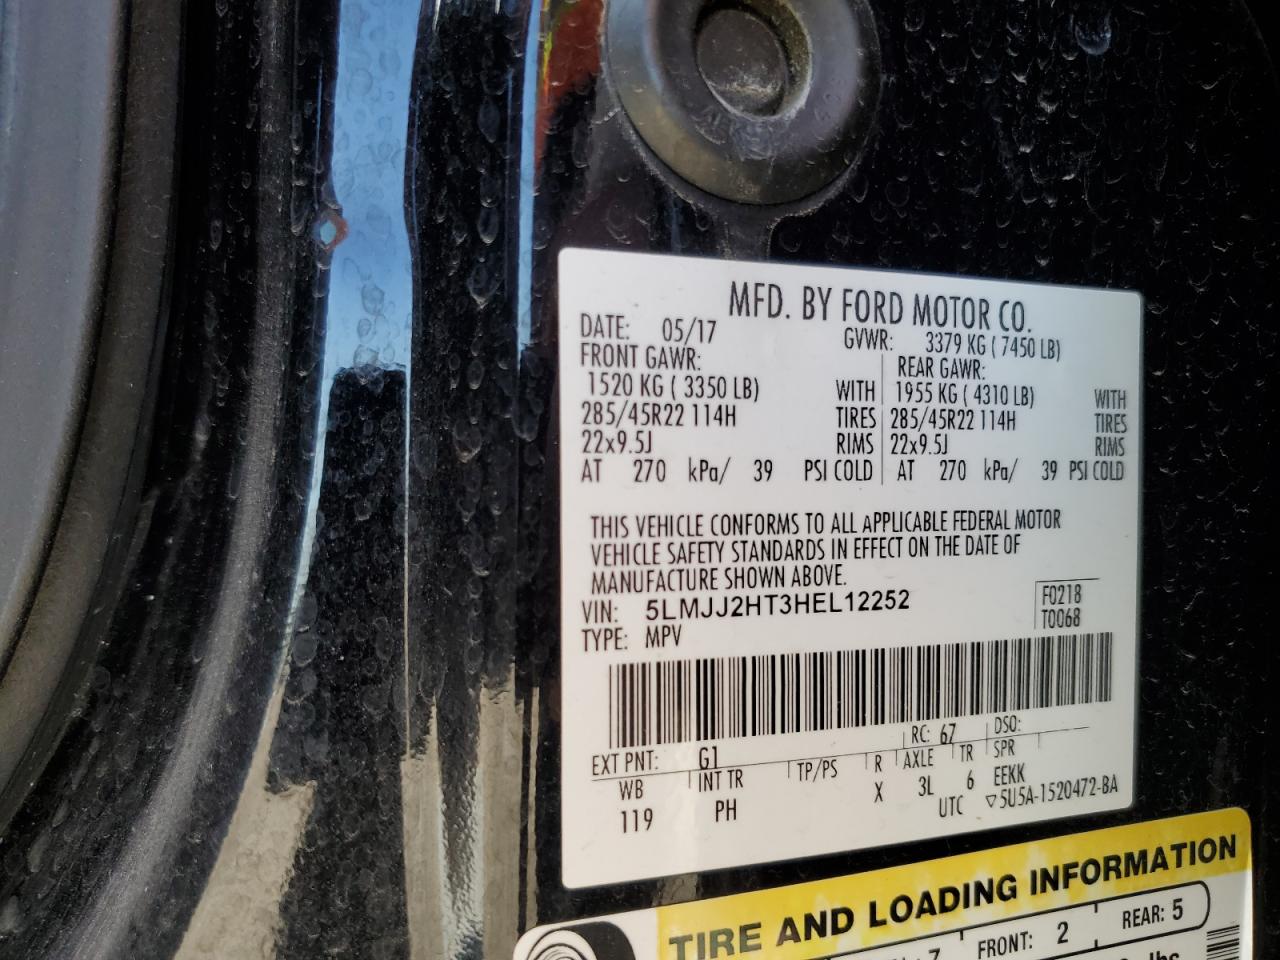 MFD. BY FORD MOTOR CO.
DATE: 05/17 GVWR: 3379 KG ( 7450 LB)
FRONT GAWR: REAR GAWR:
1520 KG ( 3350 LB) WITH 1955 KG ( 4310 LB) WITH
285/45R22 114H TIRES 285/45R22 114H TIRES
22x9.5J RIMS 22x9.5J RIMS
AT 270 kPa/ 39 PSI COLD AT 270 kPa/ 39 PSI COLD
THIS VEHICLE CONFORMS TO ALL APPLICABLE FEDERAL MOTOR
VEHICLE SAFETY STANDARDS IN EFFECT ON THE DATE OF
MANUFACTURE SHOWN ABOVE.
VIN: 5LMJJ2HT3HEL12252 F0218
TYPE: MPV T0068
EXT PNT: G1 RC: 67 DSO:
WB INT TR TP/PS R AXLE TR SPR
119 PH X 3L 6 EEKK
UTC ▽5U5A-1520472-BA
TIRE AND LOADING INFORMATION
7 FRONT: 2 REAR: 5
lbs